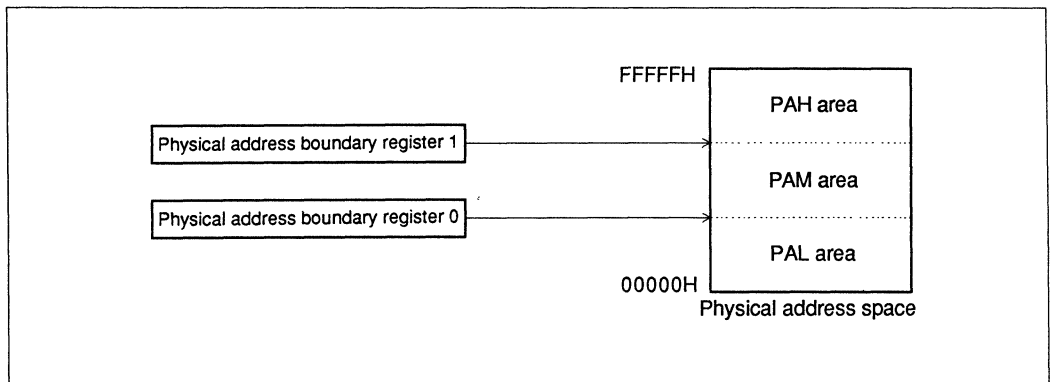 FFFFFH
PAH area
Physical address boundary register 1
PAM area
Physical address boundary register 0
PAL area
00000H
Physical address space